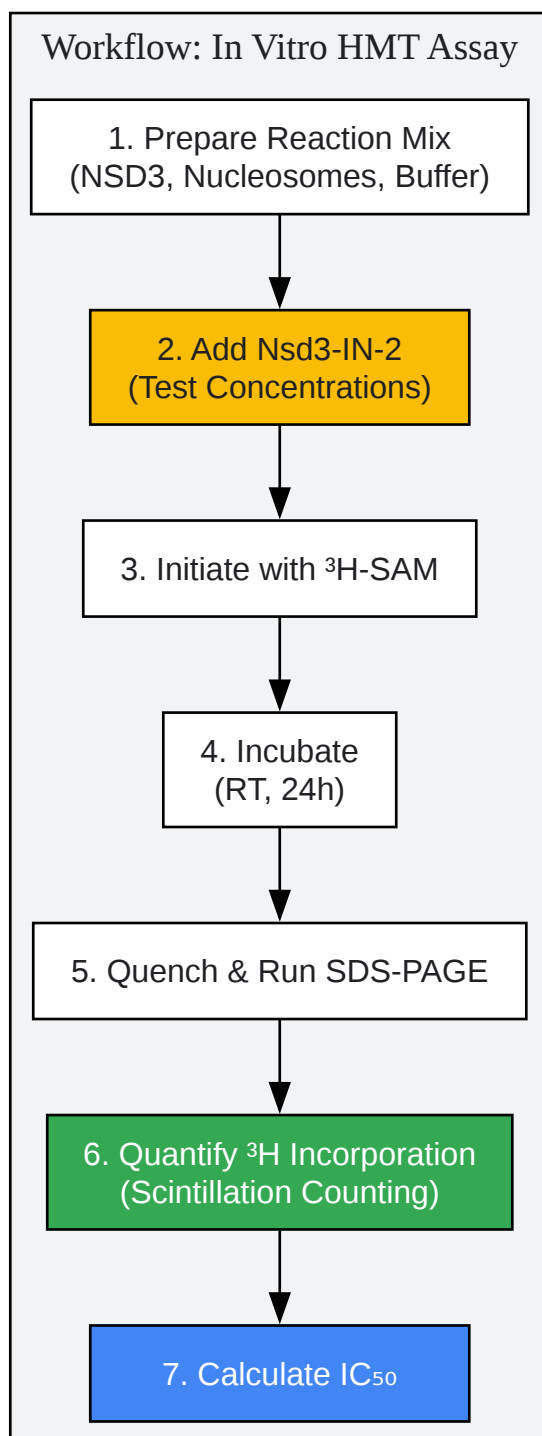 Workflow: In Vitro HMT Assay
1. Prepare Reaction Mix
(NSD3, Nucleosomes, Buffer)
2. Add Nsd3-IN-2
(Test Concentrations)
3. Initiate with ³H-SAM
4. Incubate
(RT, 24h)
5. Quench & Run SDS-PAGE
6. Quantify ³H Incorporation
(Scintillation Counting)
7. Calculate IC₅₀